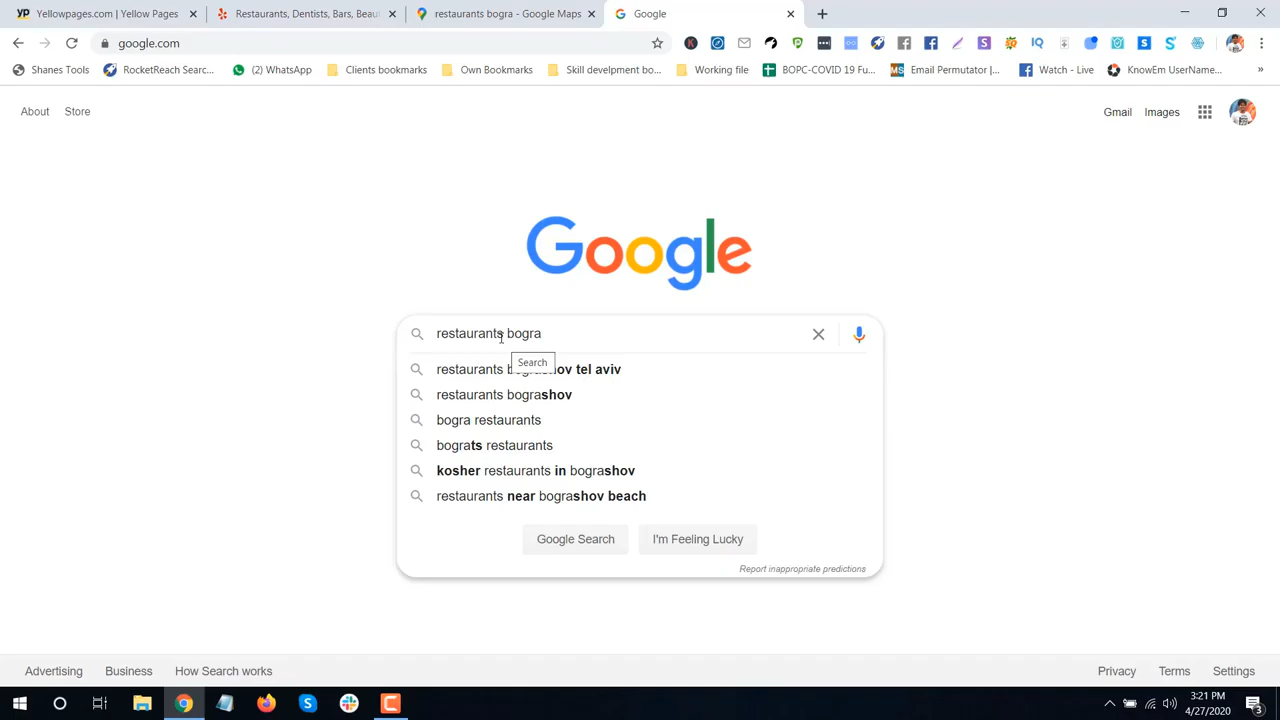 Yellowpages.com | Yellow Pages
Restaurants, Dentists, Bars, Beau
restaurants bogra - Google Maps
Google
google.com
Shanes Tools
RocketReach Searc...
(2) WhatsApp
Clients bookmarks
Own Bookmarks
Skill develpment bo...
Working file
BOPC-COVID 19 Fu...
Email Permutator |...
Watch - Live
KnowEm UserName...
About
Store
Gmail
Images
Google
restaurants bogra
Search
restaurants bograshov tel aviv
restaurants bograshov
bogra restaurants
bograts restaurants
kosher restaurants in bograshov
restaurants near bograshov beach
Google Search
I'm Feeling Lucky
Report inappropriate predictions
Advertising
Business
How Search works
Privacy
Terms
Settings
3:21 PM
4/27/2020
3